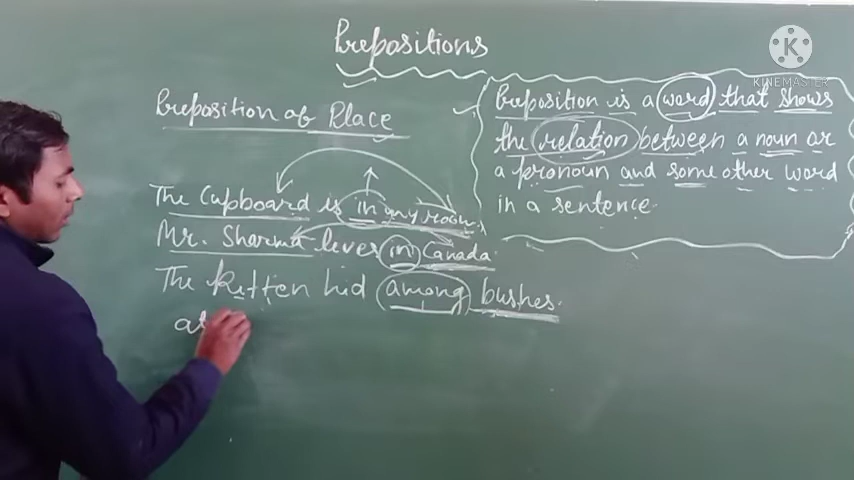 Prepositions
KINEMASTER
Preposition of Place
Preposition is a word that shows
the relation between a noun or
a pronoun and some other word
in a sentence.
The Cupboard is in my room.
Mr. Sharma lives in Canada.
The Kitten hid among bushes.